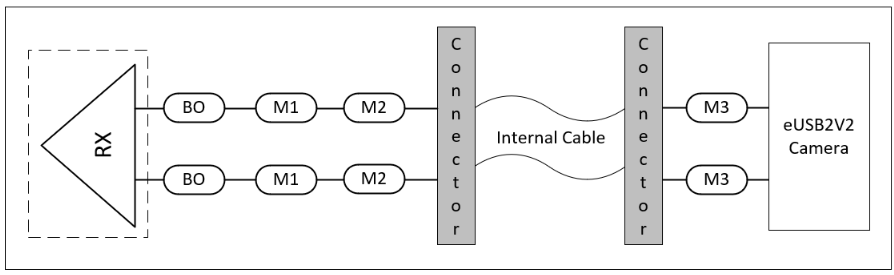 RX
BO
M1
M2
Connector
Internal Cable
Connector
M3
eUSB2V2
Camera
BO
M1
M2
M3